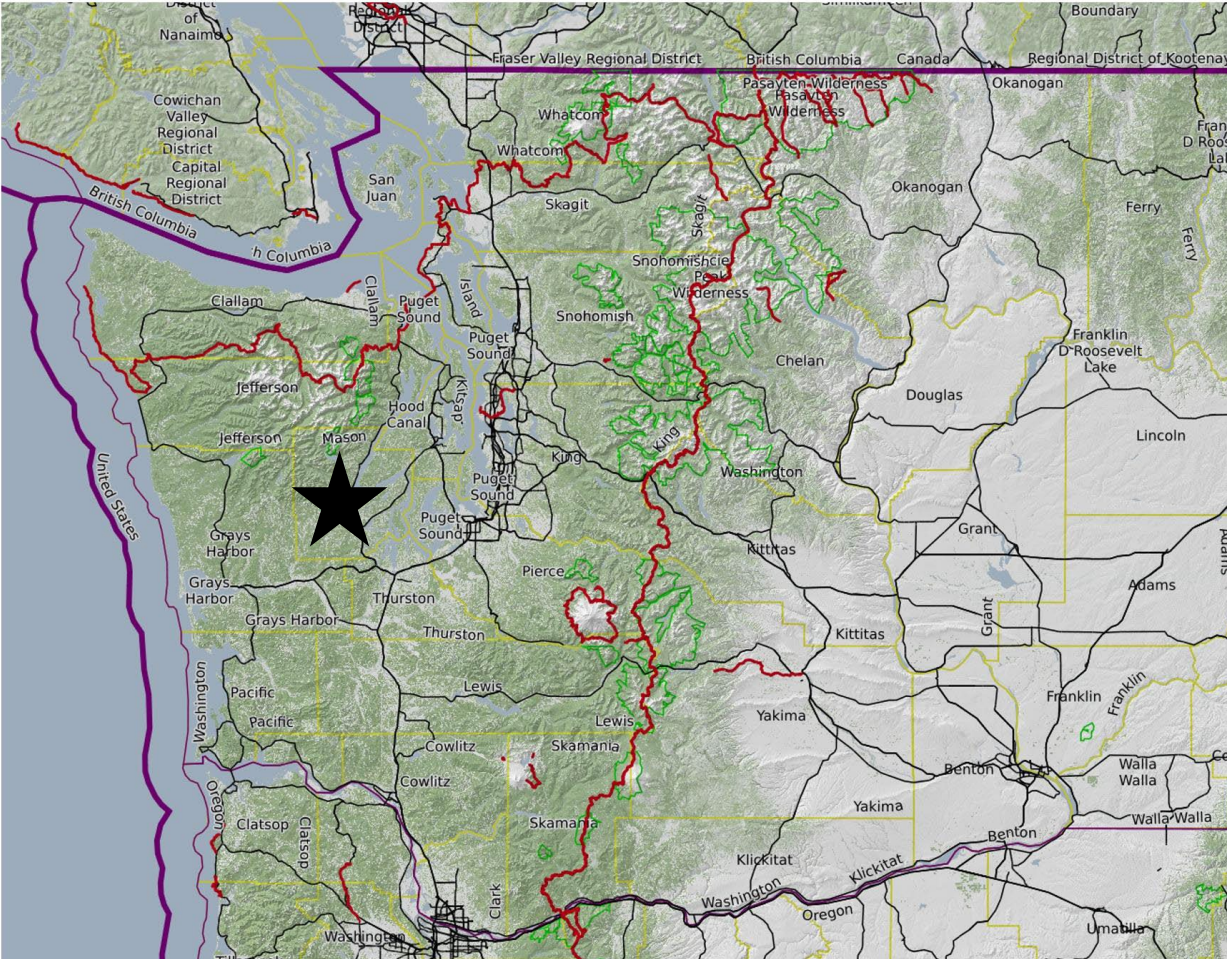 District
of
Nanaimo
Regional
District
Similkameen
Boundary
Fraser Valley Regional District
British Columbia
Canada
Regional District of Kootenay
Pasayten Wilderness
Pasayten
Wilderness
Okanogan
Cowichan
Valley
Regional
District
Capital
Regional
District
Whatcom
Whatcom
San
Juan
Okanogan
Skagit
Skagit
Ferry
Ferry
British Columbia
h Columbia
Snohomish
cie
Peak
Wilderness
Clallam
Clallam
Puget
Sound
Island
Snohomish
Puget
Sound
Chelan
Franklin
D Roosevelt
Lake
Jefferson
Hood
Canal
Kitsap
Douglas
Jefferson
Mason
King
King
Washington
Lincoln
United States
Puget
Sound
Puget
Sound
Grays
Harbor
Kittitas
Grant
Adams
Grays
Harbor
Pierce
Thurston
Grant
Adams
Grays Harbor
Thurston
Kittitas
Washington
Pacific
Lewis
Franklin
Franklin
Pacific
Lewis
Yakima
Cowlitz
Skamania
Cowlitz
Benton
Walla
Walla
Oregon
Clatsop
Clatsop
Skamania
Yakima
Walla Walla
Benton
Klickitat
Klickitat
Clark
Washington
Oregon
Washington
Umatilla